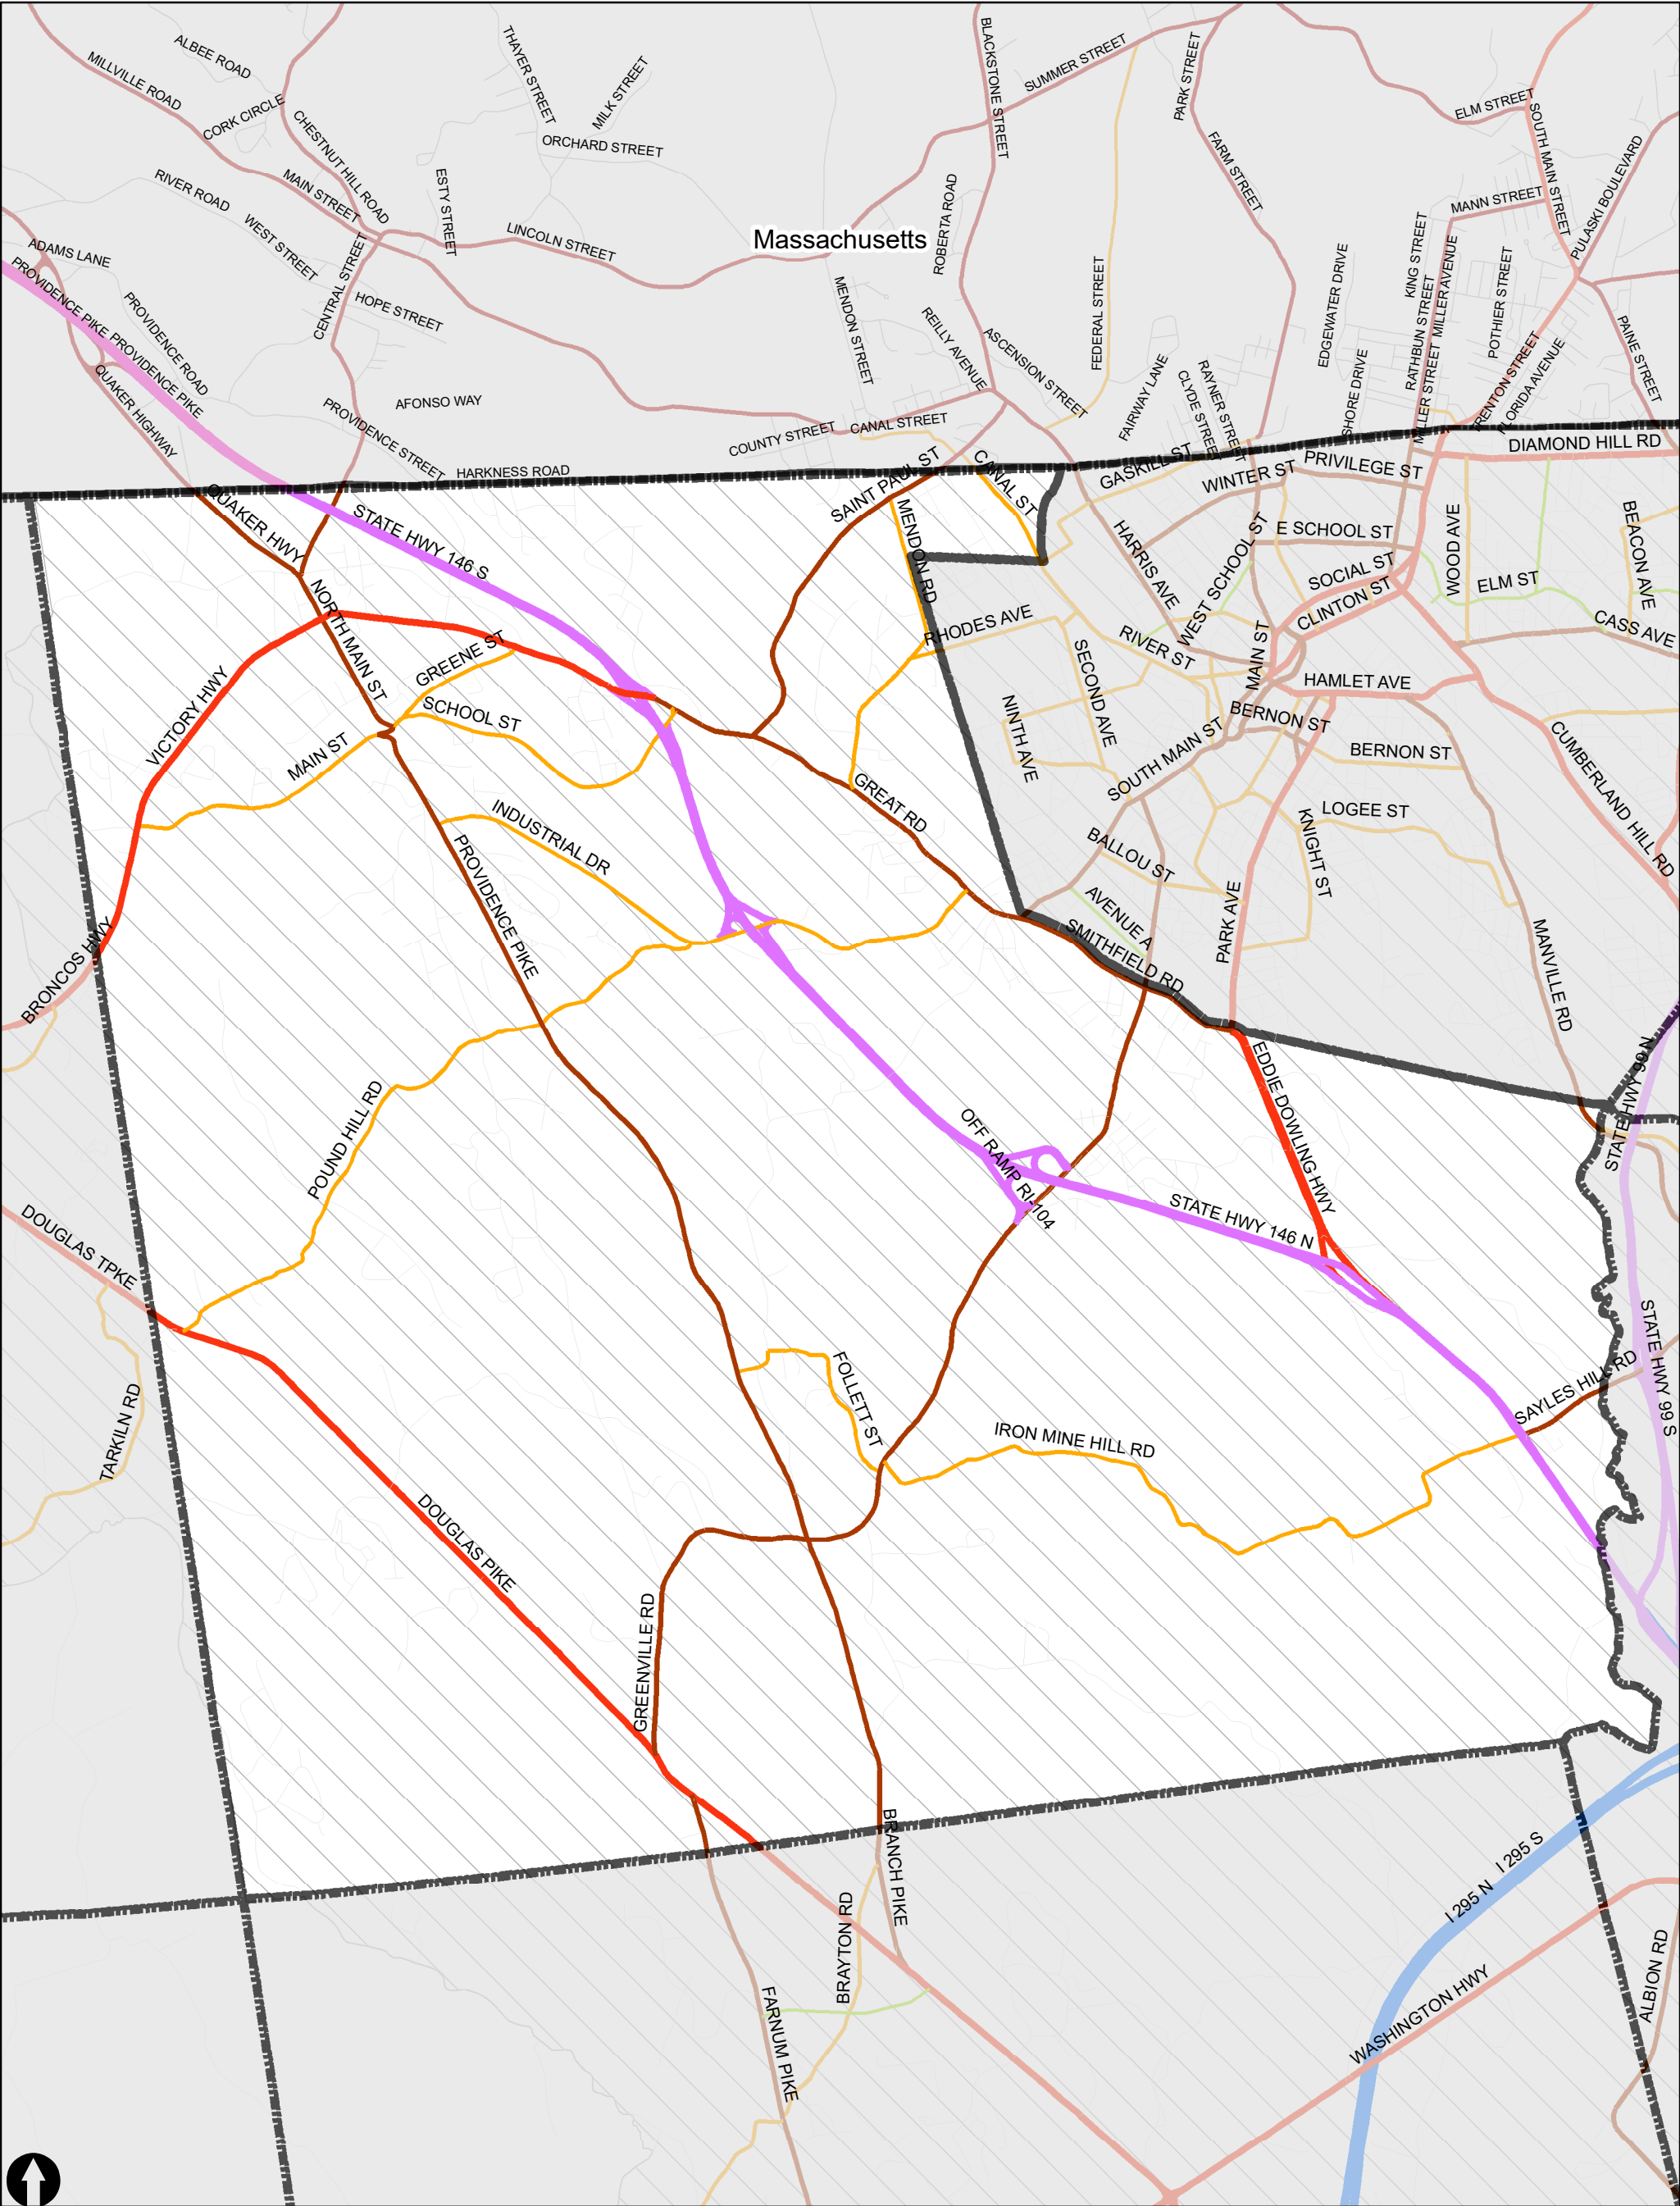 ALBEE ROAD
MILLVILLE ROAD
CORK CIRCLE
THAYER STREET
MILK STREET
ORCHARD STREET
BLACKSTONE STREET
SUMMER STREET
PARK STREET
ELM STREET
SOUTH MAIN STREET
PULASKI BOULEVARD
CHESTNUT HILL ROAD
MAIN STREET
RIVER ROAD
WEST STREET
ESTY STREET
LINCOLN STREET
Massachusetts
ROBERTA ROAD
FARM STREET
MANN STREET
KING STREET
ADAMS LANE
PROVIDENCE PIKE
PROVIDENCE PIKE
PROVIDENCE ROAD
CENTRAL STREET
HOPE STREET
MENDON STREET
REILLY AVENUE
ASCENSION STREET
FEDERAL STREET
FAIRWAY LANE
CLYDE STREET
RAYNER STREET
EDGEWATER DRIVE
SHORE DRIVE
RATHBUN STREET
MILLER AVENUE
MILLER STREET
POTHIER STREET
TRENTON STREET
FLORIDA AVENUE
PAINE STREET
QUAKER HIGHWAY
AFONSO WAY
PROVIDENCE STREET
HARKNESS ROAD
COUNTY STREET
CANAL STREET
DIAMOND HILL RD
QUAKER HWY
STATE HWY 146 S
SAINT PAUL ST
CANAL ST
MENDON RD
GASKILL ST
WINTER ST
PRIVILEGE ST
HARRIS AVE
WEST SCHOOL ST
E SCHOOL ST
SOCIAL ST
CLINTON ST
WOOD AVE
ELM ST
BEACON AVE
CASS AVE
NORTH MAIN ST
GREENE ST
SCHOOL ST
RHODES AVE
RIVER ST
SECOND AVE
NINTH AVE
MAIN ST
HAMLET AVE
BERNON ST
BERNON ST
SOUTH MAIN ST
VICTORY HWY
MAIN ST
INDUSTRIAL DR
GREAT RD
LOGEE ST
KNIGHT ST
CUMBERLAND HILL RD
BALLOU ST
AVENUE A
PARK AVE
SMITHFIELD RD
MANVILLE RD
PROVIDENCE PIKE
BRONCOS HWY
POUND HILL RD
EDDIE DOWLING HWY
STATE HWY 99 N
OFF RAMP RI-104
STATE HWY 146 N
DOUGLAS TPKE
TARKILN RD
FOLLETT ST
IRON MINE HILL RD
SAYLES HILL RD
STATE HWY 99 S
DOUGLAS PIKE
GREENVILLE RD
BRANCH PIKE
BRAYTON RD
FARNUM PIKE
I 295 S
I 295 N
WASHINGTON HWY
ALBION RD